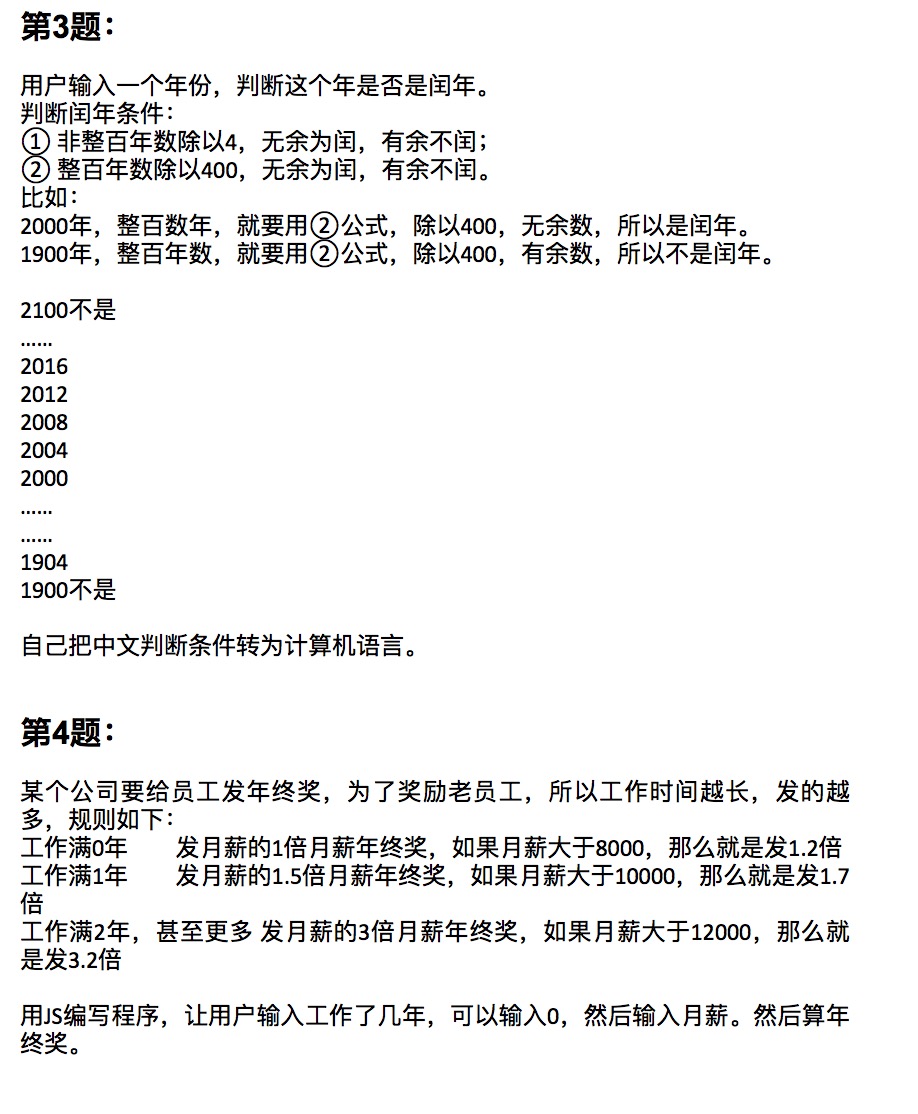 第3题：
用户输入一个年份，判断这个年是否是闰年。
判断闰年条件：
① 非整百年数除以4，无余为闰，有余不闰；
② 整百年数除以400，无余为闰，有余不闰。
比如：
2000年，整百数年，就要用②公式，除以400，无余数，所以是闰年。
1900年，整百年数，就要用②公式，除以400，有余数，所以不是闰年。
2100不是
……
2016
2012
2008
2004
2000
……
……
1904
1900不是
自己把中文判断条件转为计算机语言。
第4题：
某个公司要给员工发年终奖，为了奖励老员工，所以工作时间越长，发的越
多，规则如下：
工作满0年　　发月薪的1倍月薪年终奖，如果月薪大于8000，那么就是发1.2倍
工作满1年　　发月薪的1.5倍月薪年终奖，如果月薪大于10000，那么就是发1.7
倍
工作满2年，甚至更多 发月薪的3倍月薪年终奖，如果月薪大于12000，那么就
是发3.2倍
用JS编写程序，让用户输入工作了几年，可以输入0，然后输入月薪。然后算年
终奖。